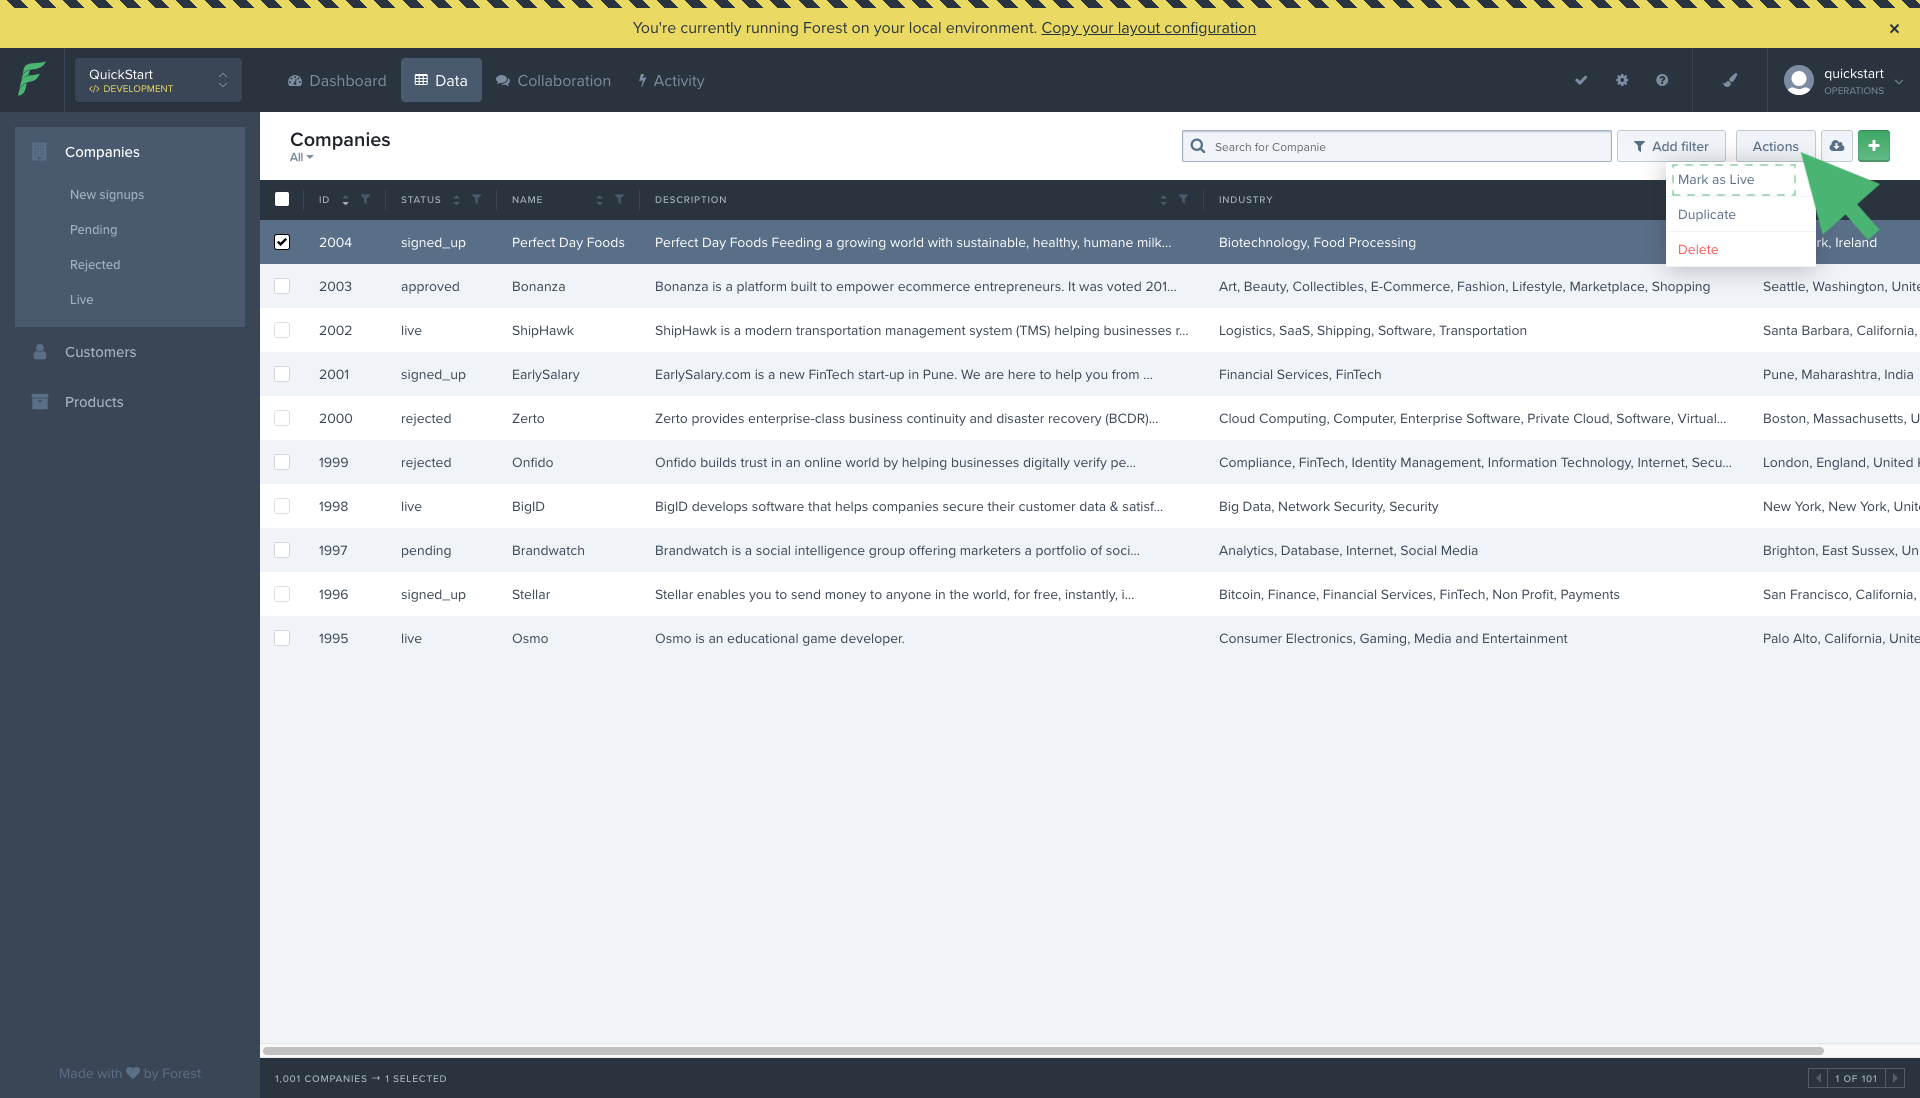 You're currently running Forest on your local environment. Copy your layout configuration
QuickStart
</> DEVELOPMENT
Dashboard
Data
Collaboration
Activity
quickstart
OPERATIONS
Companies
New signups
Pending
Rejected
Live
Customers
Products
Made with by Forest
Companies
All
Search for Companie
Add filter
Actions
Mark as Live
Duplicate
Delete
ID STATUS NAME DESCRIPTION INDUSTRY
2004 signed_up Perfect Day Foods Perfect Day Foods Feeding a growing world with sustainable, healthy, humane milk... Biotechnology, Food Processing Ireland
2003 approved Bonanza Bonanza is a platform built to empower ecommerce entrepreneurs. It was voted 201... Art, Beauty, Collectibles, E-Commerce, Fashion, Lifestyle, Marketplace, Shopping Seattle, Washington,
2002 live ShipHawk ShipHawk is a modern transportation management system (TMS) helping businesses r... Logistics, SaaS, Shipping, Software, Transportation Santa Barbara, California,
2001 signed_up EarlySalary EarlySalary.com is a new FinTech start-up in Pune. We are here to help you from ... Financial Services, FinTech Pune, Maharashtra, India
2000 rejected Zerto Zerto provides enterprise-class business continuity and disaster recovery (BCDR)... Cloud Computing, Computer, Enterprise Software, Private Cloud, Software, Virtual... Boston, Massachusetts,
1999 rejected Onfido Onfido builds trust in an online world by helping businesses digitally verify pe... Compliance, FinTech, Identity Management, Information Technology, Internet, Secu... London, England, United
1998 live BigID BigID develops software that helps companies secure their customer data & satisf... Big Data, Network Security, Security New York, New York,
1997 pending Brandwatch Brandwatch is a social intelligence group offering marketers a portfolio of soci... Analytics, Database, Internet, Social Media Brighton, East Sussex,
1996 signed_up Stellar Stellar enables you to send money to anyone in the world, for free, instantly, i... Bitcoin, Finance, Financial Services, FinTech, Non Profit, Payments San Francisco, California,
1995 live Osmo Osmo is an educational game developer. Consumer Electronics, Gaming, Media and Entertainment Palo Alto, California,
1,001 COMPANIES → 1 SELECTED
1 OF 101